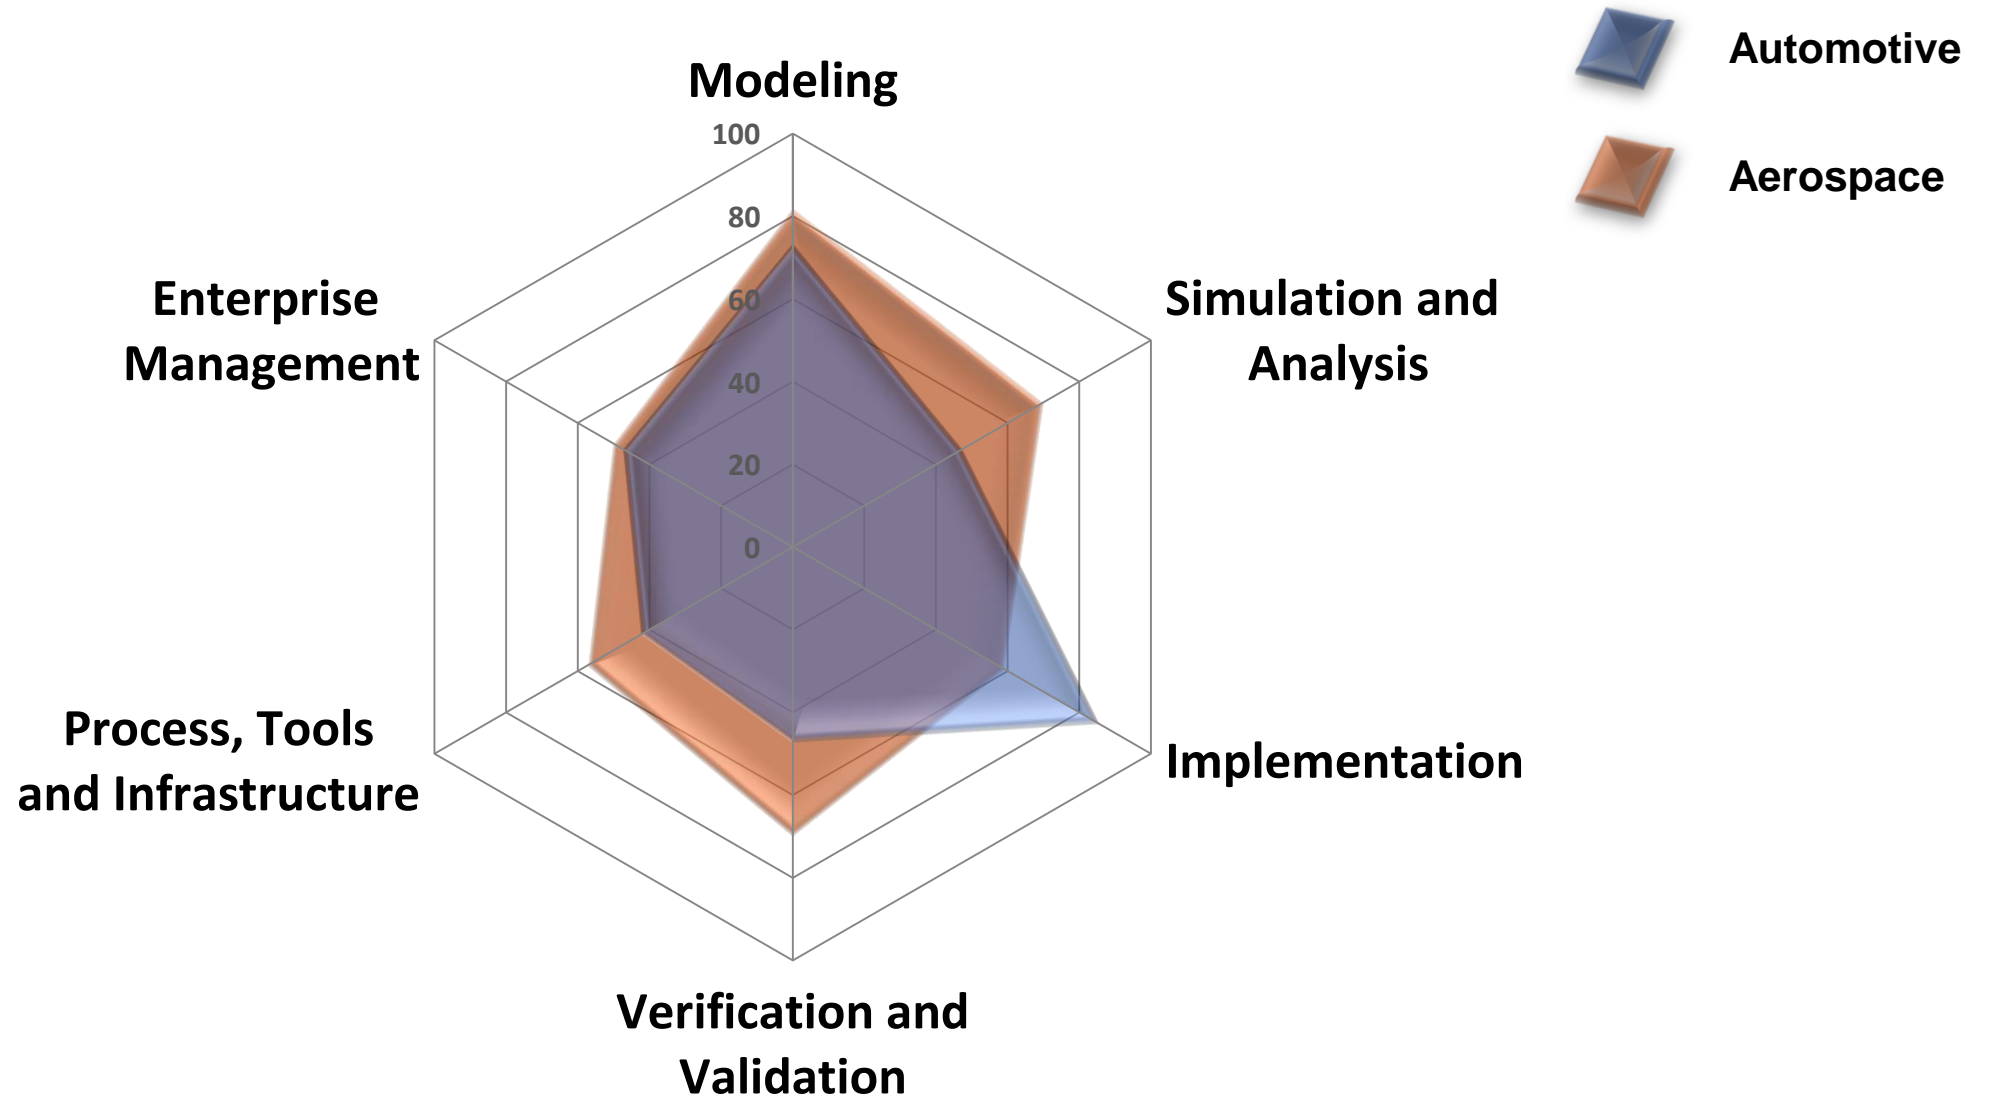 Modeling
100
80
60
40
20
0
Simulation and
Analysis
Implementation
Verification and
Validation
Process, Tools
and Infrastructure
Enterprise
Management
Automotive
Aerospace